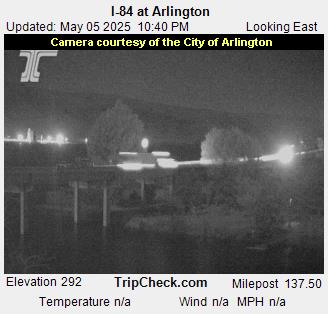 I-84 at Arlington
Updated: May 05 2025 10:40 PM Looking East
Camera courtesy of the City of Arlington
Elevation 292 TripCheck.com Milepost 137.50
Temperature n/a Wind n/a MPH n/a